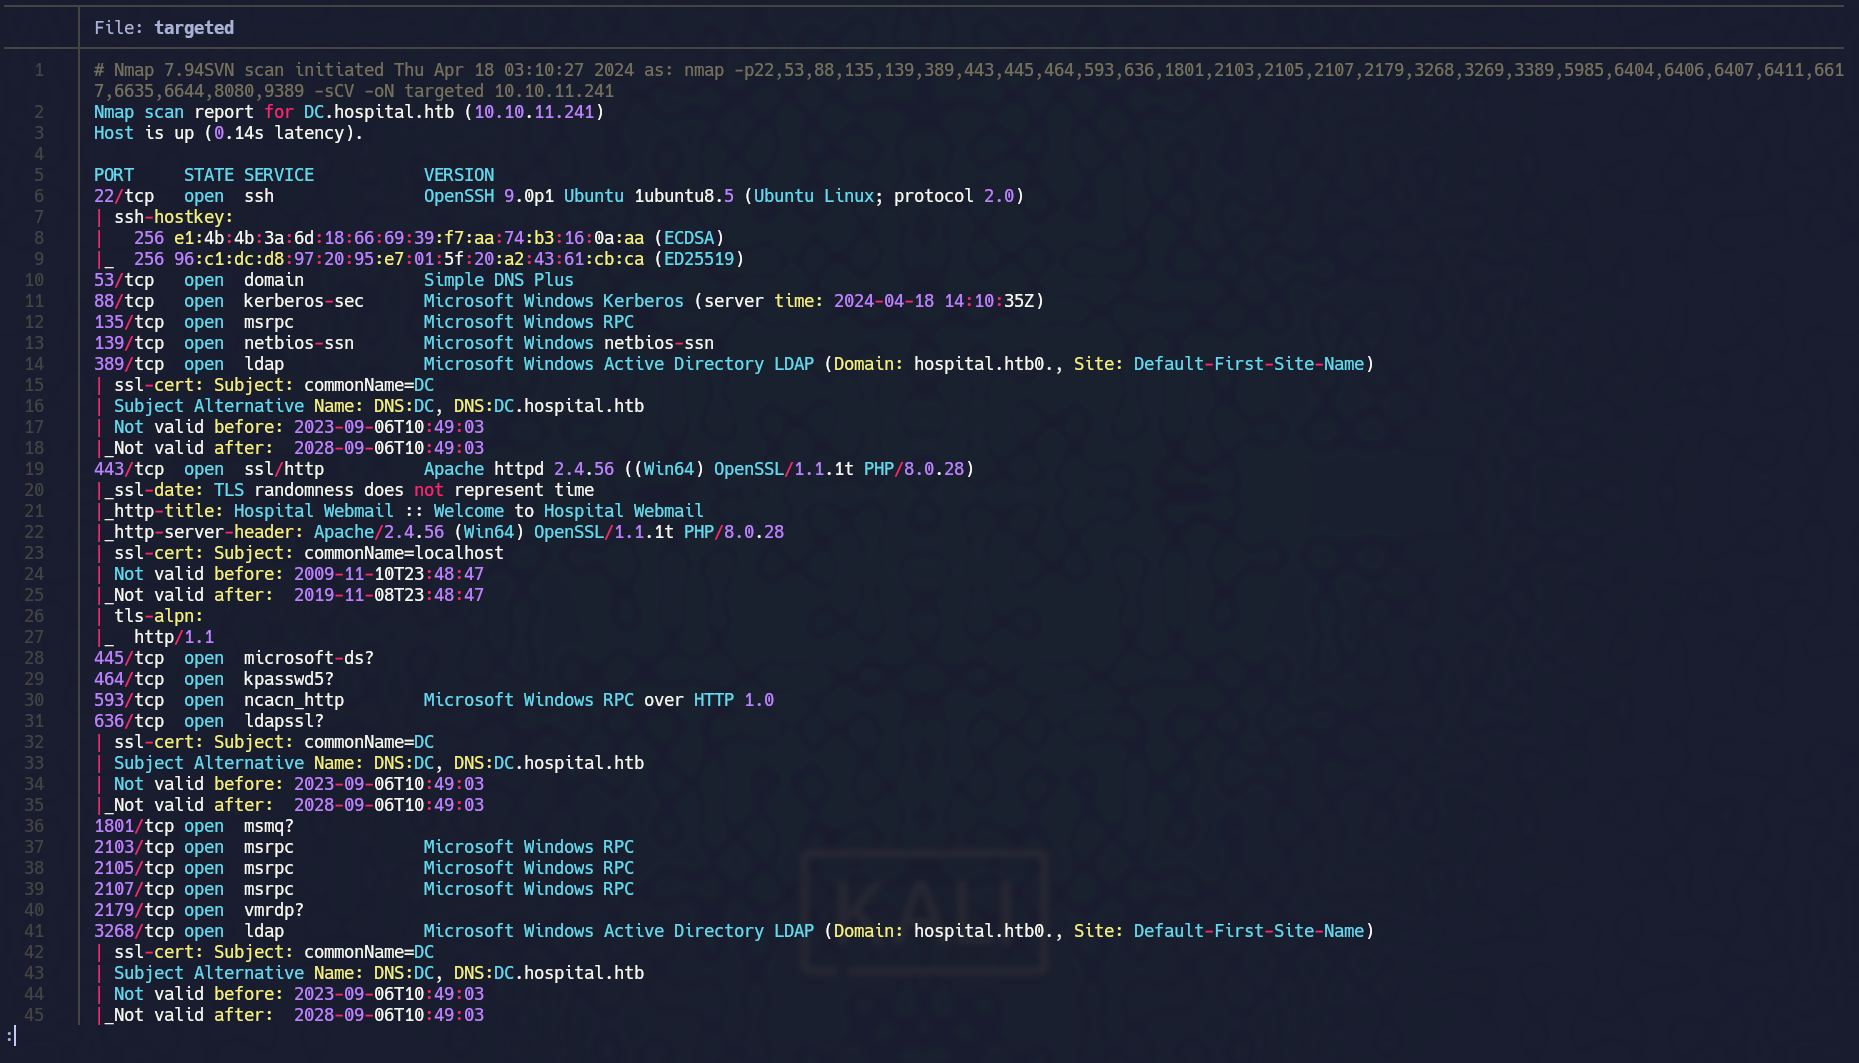 File: targeted
1 # Nmap 7.94SVN scan initiated Thu Apr 18 03:10:27 2024 as: nmap -p22,53,88,135,139,389,443,445,464,593,636,1801,2103,2105,2107,2179,3268,3269,3389,5985,6404,6406,6407,6411,661
7,6635,6644,8080,9389 -sCV -oN targeted 10.10.11.241
2 Nmap scan report for DC.hospital.htb (10.10.11.241)
3 Host is up (0.14s latency).
4
5 PORT     STATE SERVICE           VERSION
6 22/tcp   open  ssh               OpenSSH 9.0p1 Ubuntu 1ubuntu8.5 (Ubuntu Linux; protocol 2.0)
7 | ssh-hostkey:
8 |   256 e1:4b:4b:3a:6d:18:66:69:39:f7:aa:74:b3:16:0a:aa (ECDSA)
9 |_  256 96:c1:dc:d8:97:20:95:e7:01:5f:20:a2:43:61:cb:ca (ED25519)
10 53/tcp   open  domain            Simple DNS Plus
11 88/tcp   open  kerberos-sec      Microsoft Windows Kerberos (server time: 2024-04-18 14:10:35Z)
12 135/tcp  open  msrpc             Microsoft Windows RPC
13 139/tcp  open  netbios-ssn       Microsoft Windows netbios-ssn
14 389/tcp  open  ldap              Microsoft Windows Active Directory LDAP (Domain: hospital.htb0., Site: Default-First-Site-Name)
15 | ssl-cert: Subject: commonName=DC
16 | Subject Alternative Name: DNS:DC, DNS:DC.hospital.htb
17 | Not valid before: 2023-09-06T10:49:03
18 |_Not valid after:  2028-09-06T10:49:03
19 443/tcp  open  ssl/http          Apache httpd 2.4.56 ((Win64) OpenSSL/1.1.1t PHP/8.0.28)
20 |_ssl-date: TLS randomness does not represent time
21 |_http-title: Hospital Webmail :: Welcome to Hospital Webmail
22 |_http-server-header: Apache/2.4.56 (Win64) OpenSSL/1.1.1t PHP/8.0.28
23 | ssl-cert: Subject: commonName=localhost
24 | Not valid before: 2009-11-10T23:48:47
25 |_Not valid after:  2019-11-08T23:48:47
26 | tls-alpn:
27 |_  http/1.1
28 445/tcp  open  microsoft-ds?
29 464/tcp  open  kpasswd5?
30 593/tcp  open  ncacn_http        Microsoft Windows RPC over HTTP 1.0
31 636/tcp  open  ldapssl?
32 | ssl-cert: Subject: commonName=DC
33 | Subject Alternative Name: DNS:DC, DNS:DC.hospital.htb
34 | Not valid before: 2023-09-06T10:49:03
35 |_Not valid after:  2028-09-06T10:49:03
36 1801/tcp open  msmq?
37 2103/tcp open  msrpc             Microsoft Windows RPC
38 2105/tcp open  msrpc             Microsoft Windows RPC
39 2107/tcp open  msrpc             Microsoft Windows RPC
40 2179/tcp open  vmrdp?
41 3268/tcp open  ldap              Microsoft Windows Active Directory LDAP (Domain: hospital.htb0., Site: Default-First-Site-Name)
42 | ssl-cert: Subject: commonName=DC
43 | Subject Alternative Name: DNS:DC, DNS:DC.hospital.htb
44 | Not valid before: 2023-09-06T10:49:03
45 |_Not valid after:  2028-09-06T10:49:03
:
KALI